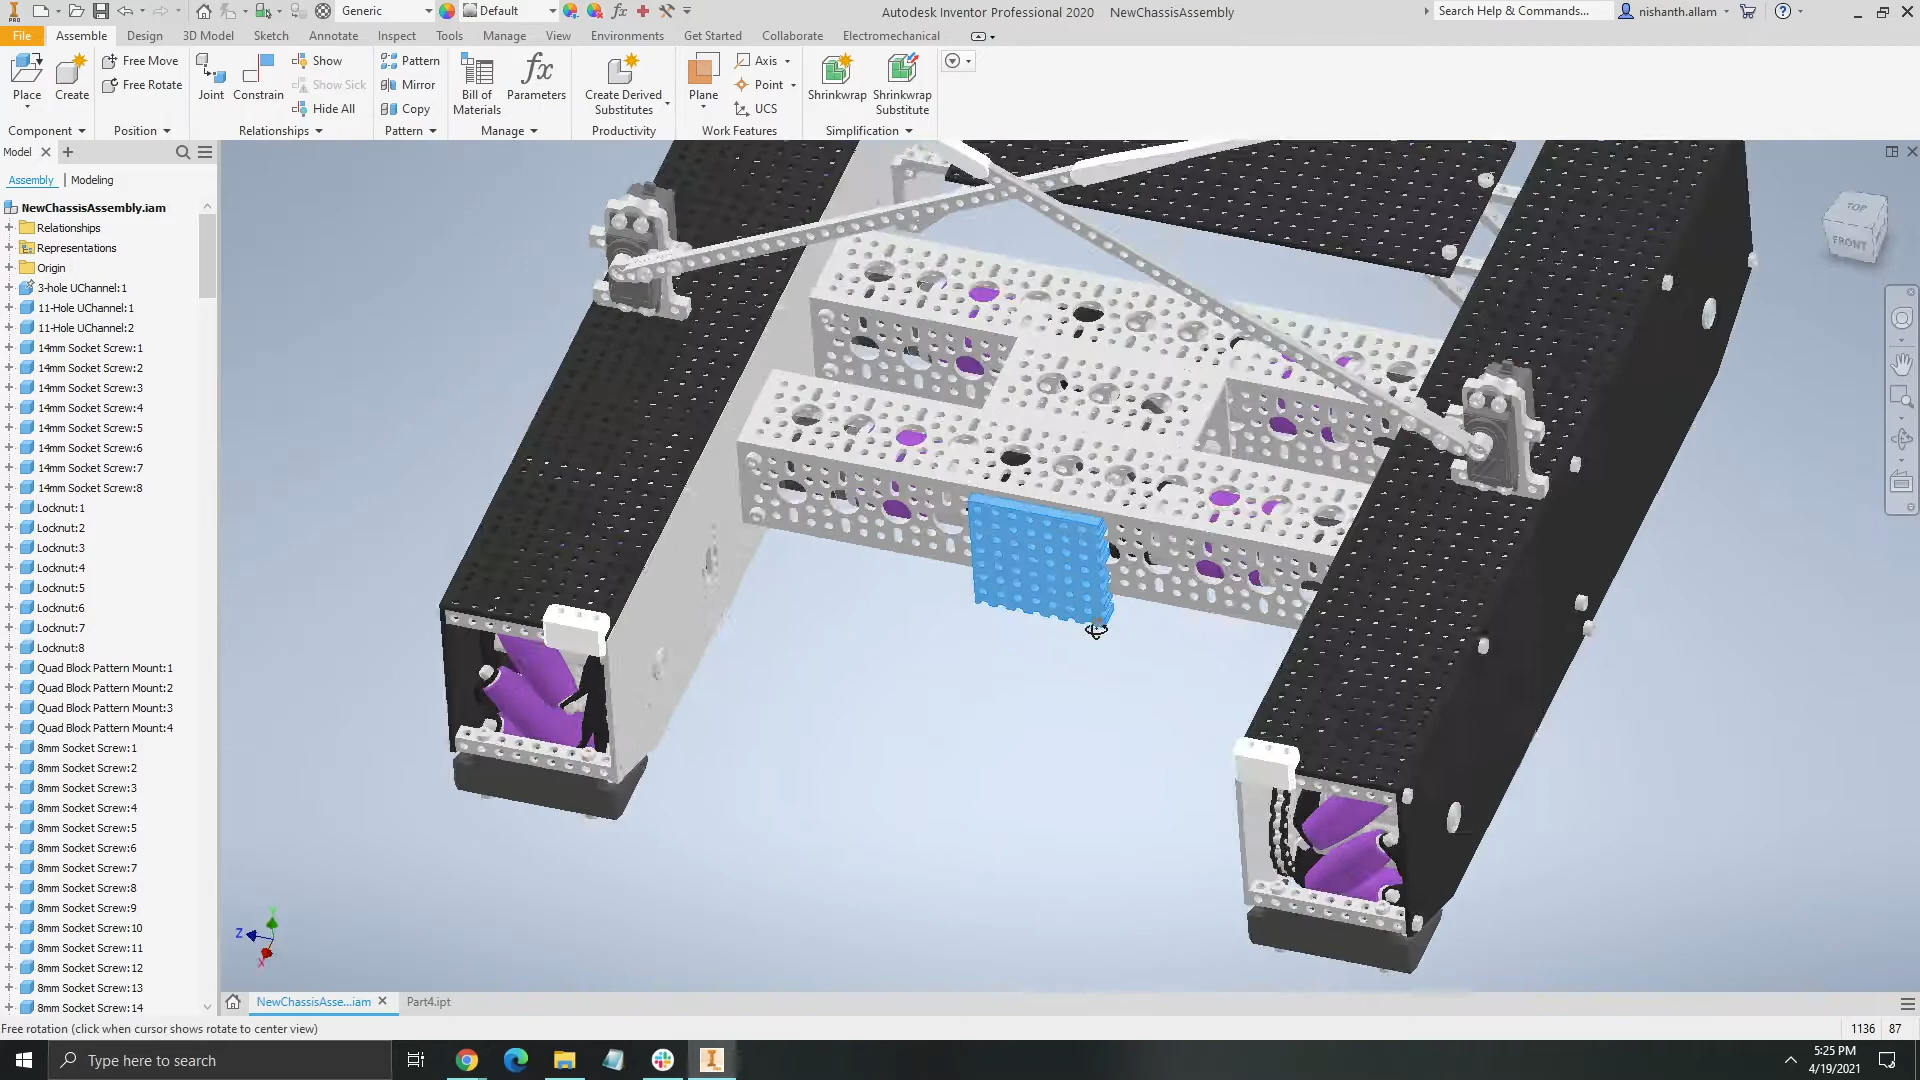 Generic
Default
Autodesk Inventor Professional 2020 NewChassisAssembly
Search Help & Commands...
nishanth.allam
File Assemble Design 3D Model Sketch Annotate Inspect Tools Manage View Environments Get Started Collaborate Electromechanical
Place
Create
Free Move
Free Rotate
Joint
Constrain
Show
Show Sick
Hide All
Pattern
Mirror
Copy
Bill of Materials
Parameters
Create Derived Substitutes
Plane
Axis
Point
UCS
Shrinkwrap
Shrinkwrap Substitute
Component Position Relationships Pattern Manage Productivity Work Features Simplification
Model
Assembly Modeling
NewChassisAssembly.iam
Relationships
Representations
Origin
3-hole UChannel:1
11-Hole UChannel:1
11-Hole UChannel:2
14mm Socket Screw:1
14mm Socket Screw:2
14mm Socket Screw:3
14mm Socket Screw:4
14mm Socket Screw:5
14mm Socket Screw:6
14mm Socket Screw:7
14mm Socket Screw:8
Locknut:1
Locknut:2
Locknut:3
Locknut:4
Locknut:5
Locknut:6
Locknut:7
Locknut:8
Quad Block Pattern Mount:1
Quad Block Pattern Mount:2
Quad Block Pattern Mount:3
Quad Block Pattern Mount:4
8mm Socket Screw:1
8mm Socket Screw:2
8mm Socket Screw:3
8mm Socket Screw:4
8mm Socket Screw:5
8mm Socket Screw:6
8mm Socket Screw:7
8mm Socket Screw:8
8mm Socket Screw:9
8mm Socket Screw:10
8mm Socket Screw:11
8mm Socket Screw:12
8mm Socket Screw:13
8mm Socket Screw:14
TOP
FRONT
Z
X
NewChassisAsse...iam
Part4.ipt
Free rotation (click when cursor shows rotate to center view)
1136 87
Type here to search
5:25 PM
4/19/2021